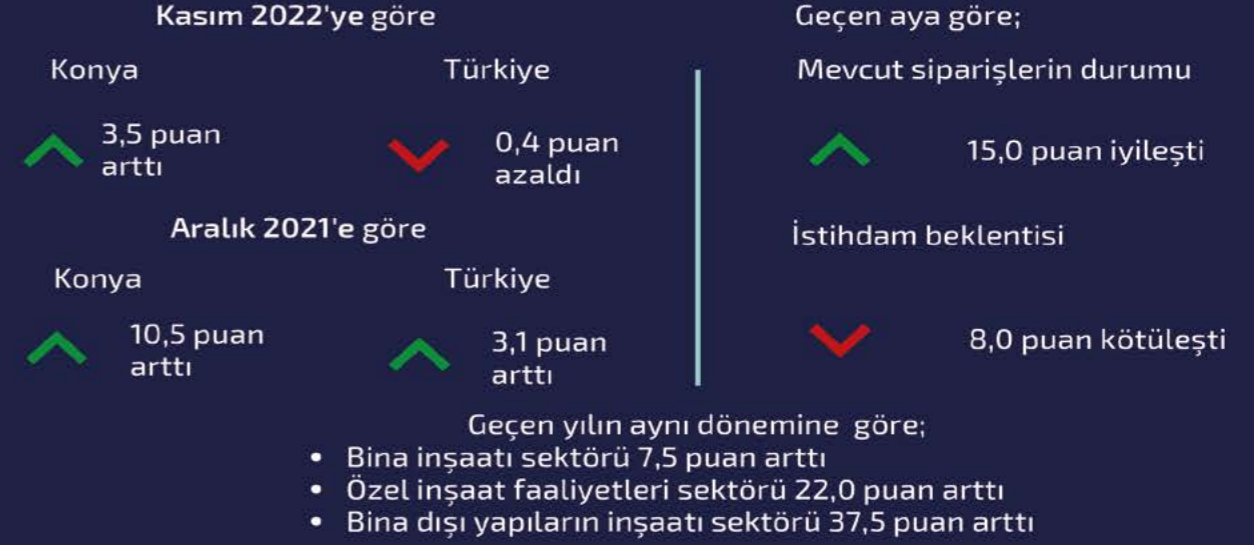 Kasım 2022'ye göre
Konya
Türkiye
3,5 puan
arttı
0,4 puan
azaldı
Aralık 2021'e göre
Konya
Türkiye
10,5 puan
arttı
3,1 puan
arttı
Geçen aya göre;
Mevcut siparişlerin durumu
15,0 puan iyileşti
İstihdam beklentisi
8,0 puan kötüleşti
Geçen yılın aynı dönemine göre;
• Bina inşaatı sektörü 7,5 puan arttı
• Özel inşaat faaliyetleri sektörü 22,0 puan arttı
• Bina dışı yapıların inşaatı sektörü 37,5 puan arttı